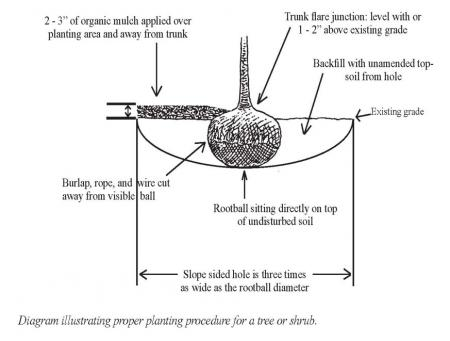 2 - 3" of organic mulch applied over
planting area and away from trunk
Trunk flare junction: level with or
1 - 2" above existing grade
Backfill with unamended top-
soil from hole
Existing grade
Burlap, rope, and wire cut
away from visible ball
Rootball sitting directly on top
of undisturbed soil
Slope sided hole is three times
as wide as the rootball diameter
Diagram illustrating proper planting procedure for a tree or shrub.